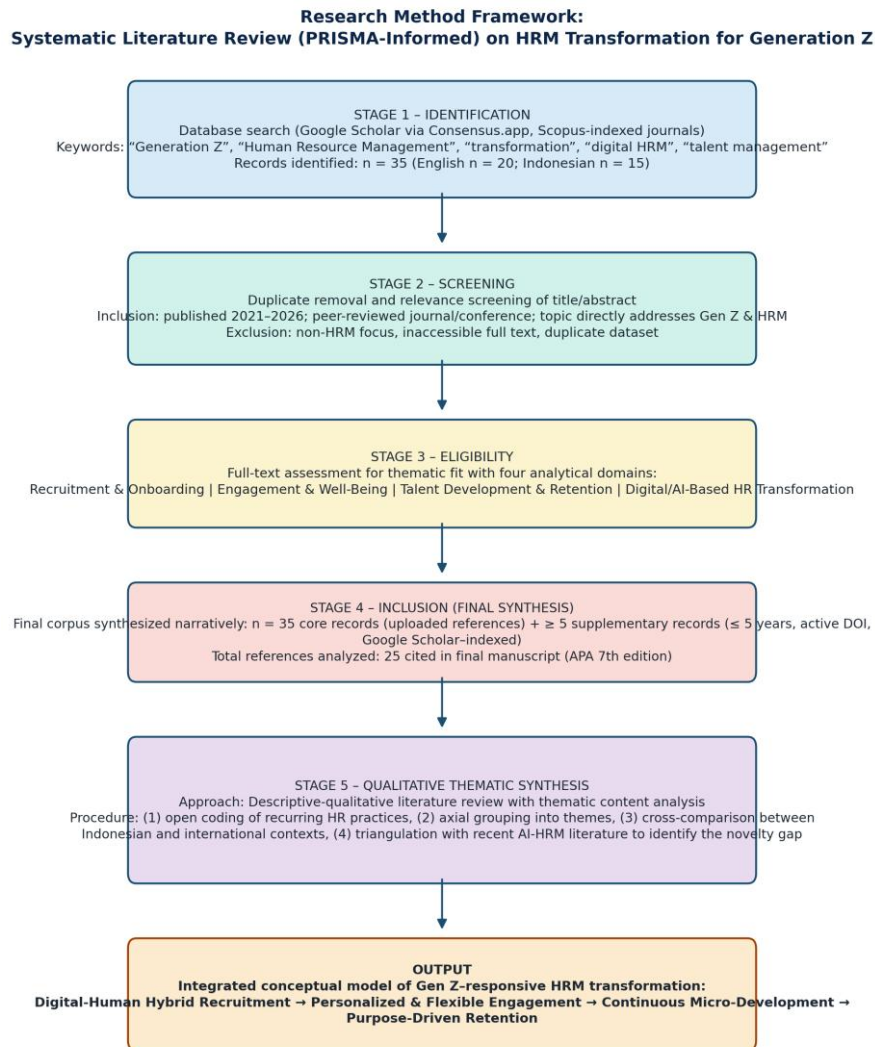 Research Method Framework:
Systematic Literature Review (PRISMA-Informed) on HRM Transformation for Generation Z
STAGE 1 – IDENTIFICATION
Database search (Google Scholar via Consensus.app, Scopus-indexed journals)
Keywords: “Generation Z”, “Human Resource Management”, “transformation”, “digital HRM”, “talent management”
Records identified: n = 35 (English n = 20; Indonesian n = 15)
STAGE 2 – SCREENING
Duplicate removal and relevance screening of title/abstract
Inclusion: published 2021–2026; peer-reviewed journal/conference; topic directly addresses Gen Z & HRM
Exclusion: non-HRM focus, inaccessible full text, duplicate dataset
STAGE 3 – ELIGIBILITY
Full-text assessment for thematic fit with four analytical domains:
Recruitment & Onboarding | Engagement & Well-Being | Talent Development & Retention | Digital/AI-Based HR Transformation
STAGE 4 – INCLUSION (FINAL SYNTHESIS)
Final corpus synthesized narratively: n = 35 core records (uploaded references) + ≥ 5 supplementary records (≤ 5 years, active DOI,
Google Scholar–indexed)
Total references analyzed: 25 cited in final manuscript (APA 7th edition)
STAGE 5 – QUALITATIVE THEMATIC SYNTHESIS
Approach: Descriptive-qualitative literature review with thematic content analysis
Procedure: (1) open coding of recurring HR practices, (2) axial grouping into themes, (3) cross-comparison between
Indonesian and international contexts, (4) triangulation with recent AI-HRM literature to identify the novelty gap
OUTPUT
Integrated conceptual model of Gen Z–responsive HRM transformation:
Digital-Human Hybrid Recruitment → Personalized & Flexible Engagement → Continuous Micro-Development →
Purpose-Driven Retention